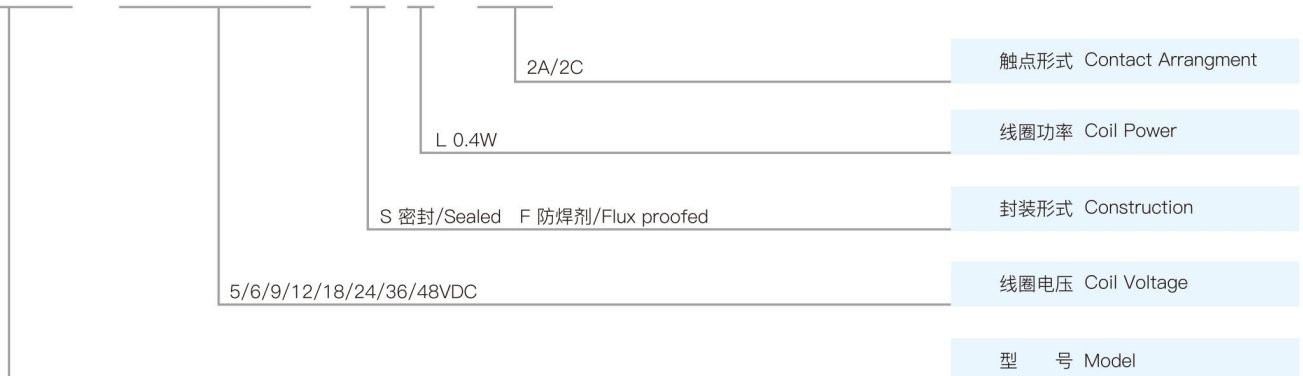 2A/2C
触点形式 Contact Arrangment
L 0.4W
线圈功率 Coil Power
S 密封/Sealed F 防焊剂/Flux proofed
封装形式 Construction
5/6/9/12/18/24/36/48VDC
线圈电压 Coil Voltage
型 号 Model